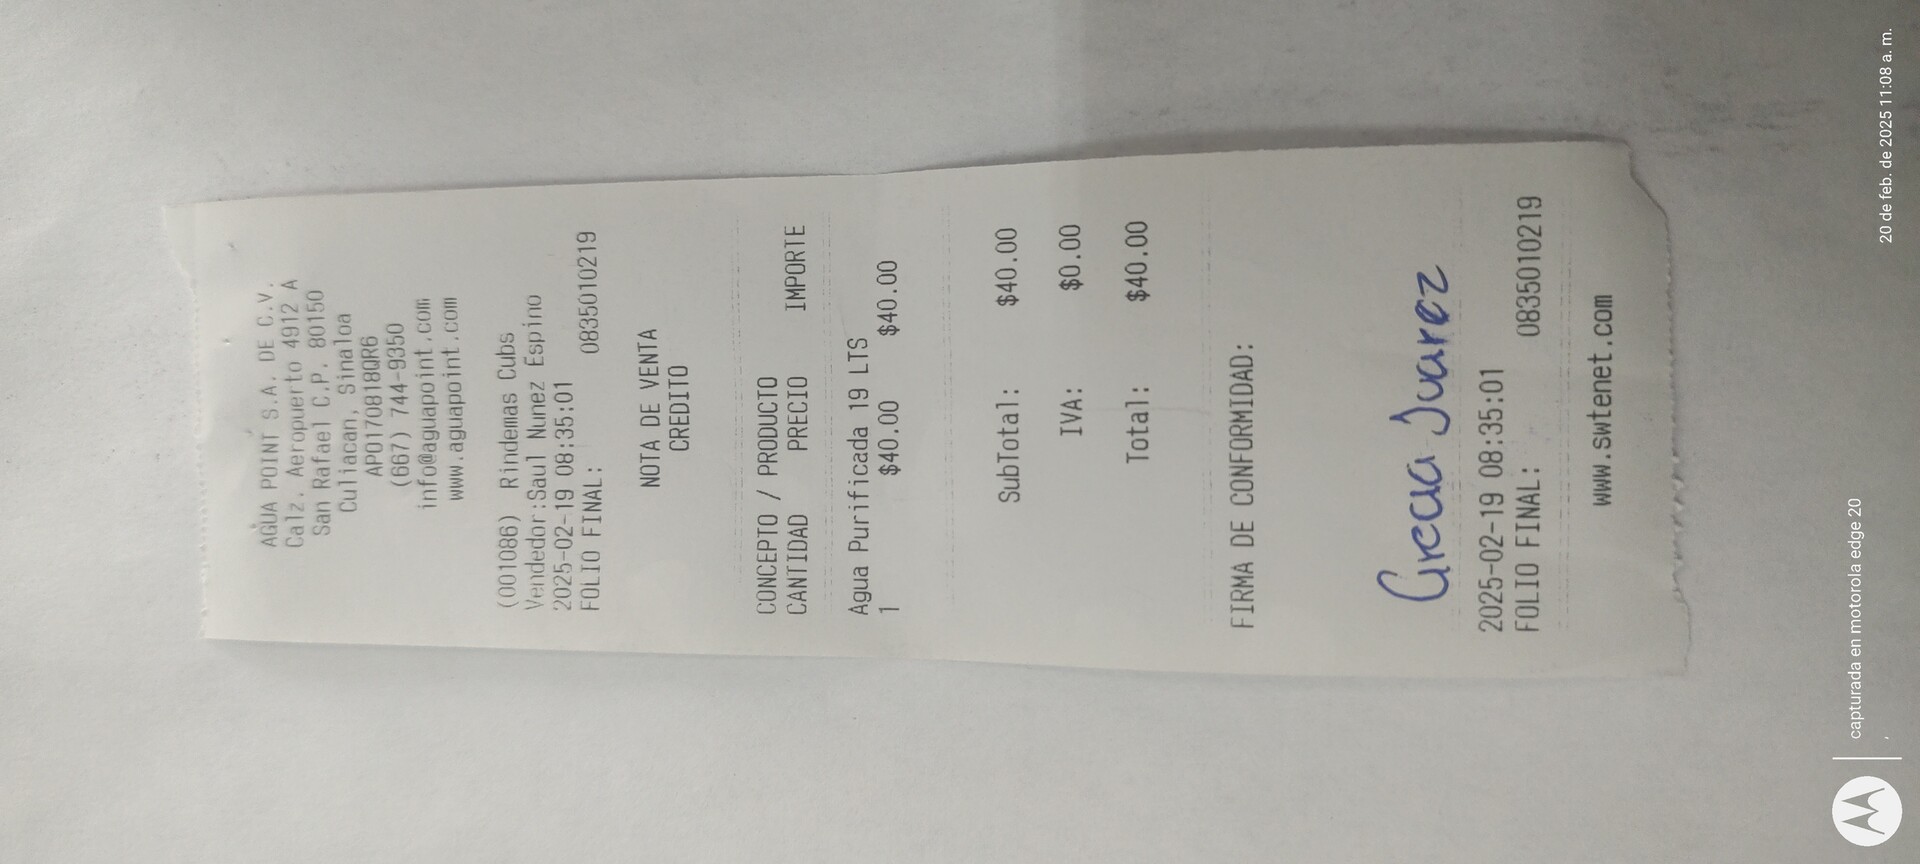 AGUA POINT S.A. DE C.V.
Calz. Aeropuerto 4912 A
San Rafael C.P. 80150
Culiacan, Sinaloa
APO170818QR6
(667) 744-9350
info@aguapoint.com
www.aguapoint.com
(001086) Rindemas Cubs
Vendedor:Saul Nunez Espino
2025-02-19 08:35:01
FOLIO FINAL: 0835010219
NOTA DE VENTA
CREDITO
CONCEPTO / PRODUCTO
CANTIDAD PRECIO IMPORTE
Agua Purificada 19 LTS
1 $40.00 $40.00
SubTotal: $40.00
IVA: $0.00
Total: $40.00
FIRMA DE CONFORMIDAD:
Grecia Juarez
2025-02-19 08:35:01
FOLIO FINAL: 0835010219
www.swtenet.com
capturada en motorola edge 20
20 de feb. de 2025 11:08 a. m.